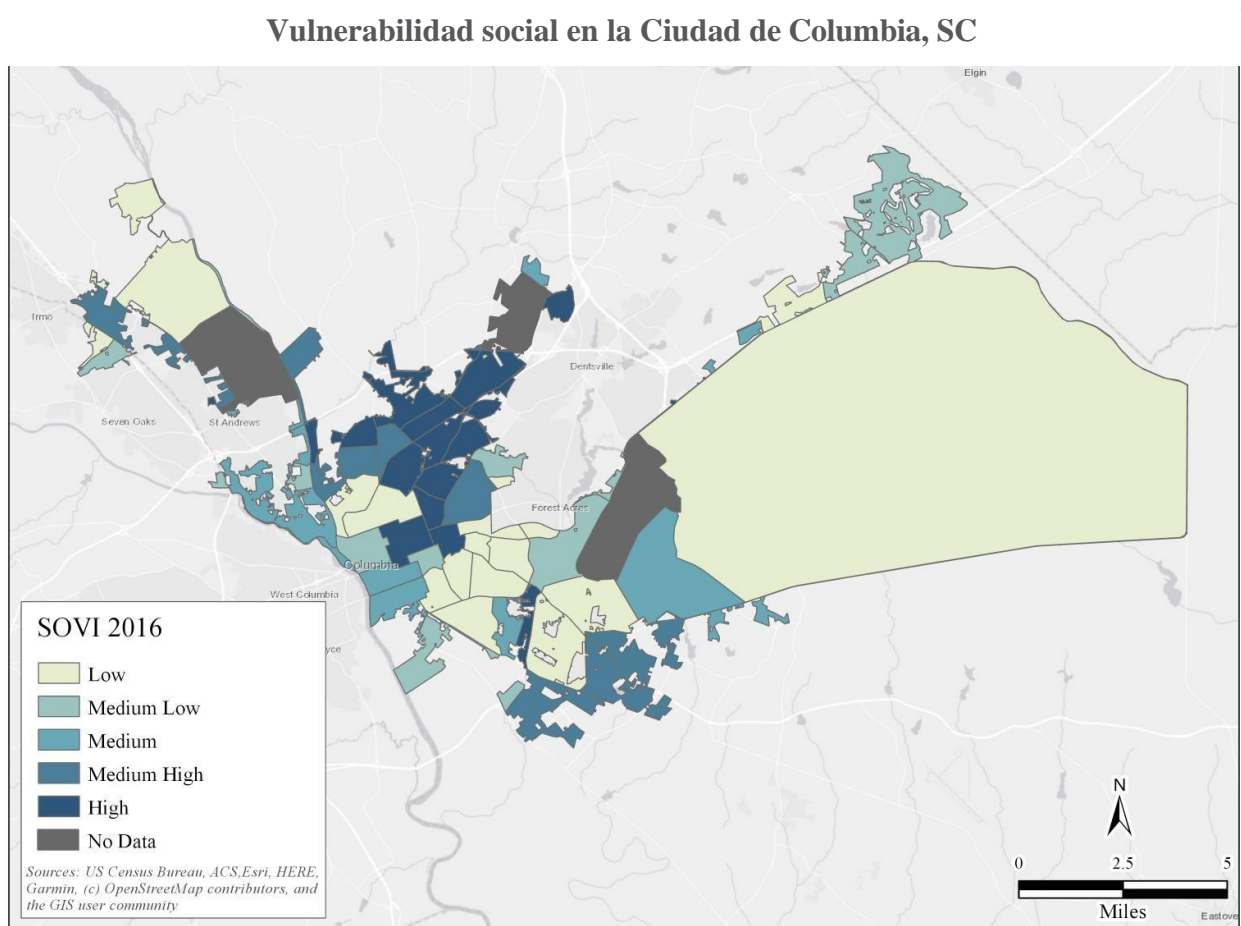 Vulnerabilidad social en la Ciudad de Columbia, SC
Elgin
Irmo
Dentsville
Seven Oaks
St Andrews
Forest Acres
Columbia
West Columbia
yce
SOVI 2016
Low
Medium Low
Medium
Medium High
High
No Data
Sources: US Census Bureau, ACS,Esri, HERE,
Garmin, (c) OpenStreetMap contributors, and
the GIS user community
N
0 2.5 5
Miles
Eastove